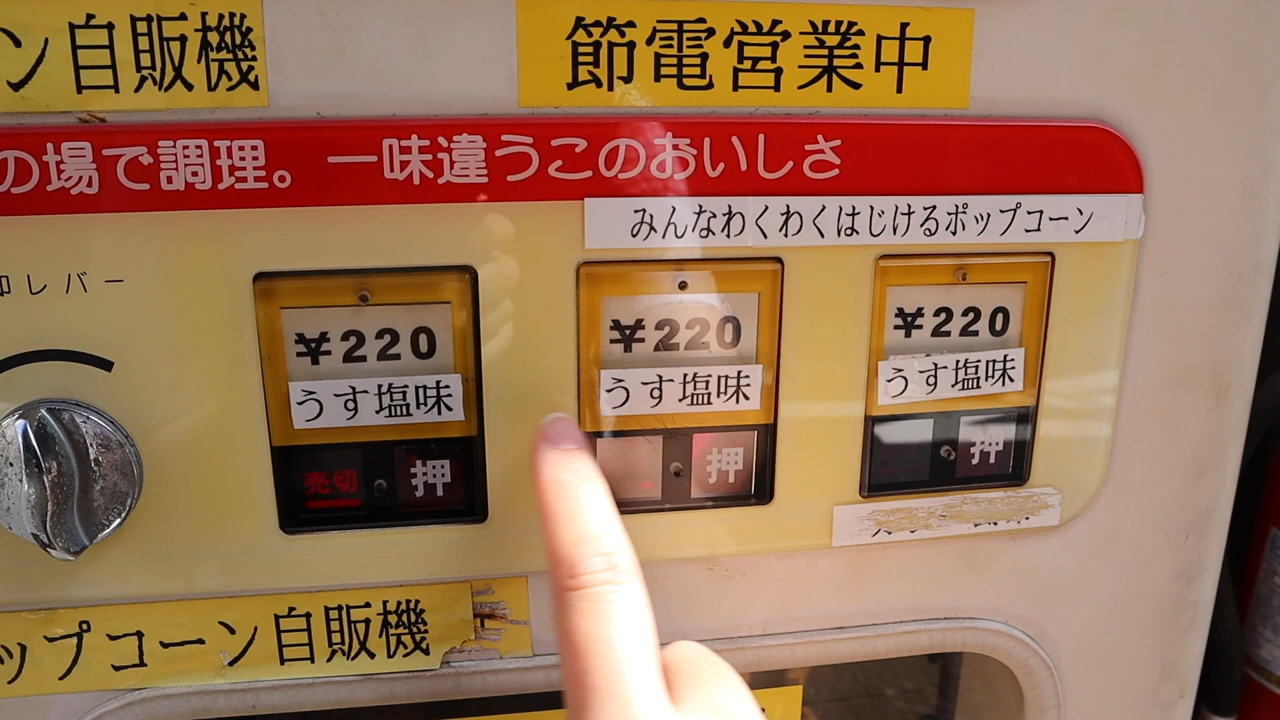 ン自販機
節電営業中
の場で調理。一味違うこのおいしさ
みんなわくわくはじけるポップコーン
レバー
¥220
うす塩味
売切
押
¥220
うす塩味
押
¥220
うす塩味
押
ップコーン自販機